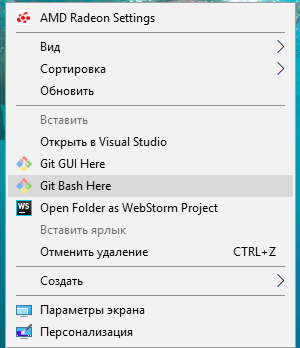 AMD Radeon Settings
Вид
Сортировка
Обновить
Вставить
Открыть в Visual Studio
Git GUI Here
Git Bash Here
WS Open Folder as WebStorm Project
Вставить ярлык
Отменить удаление CTRL+Z
Создать
Параметры экрана
Персонализация